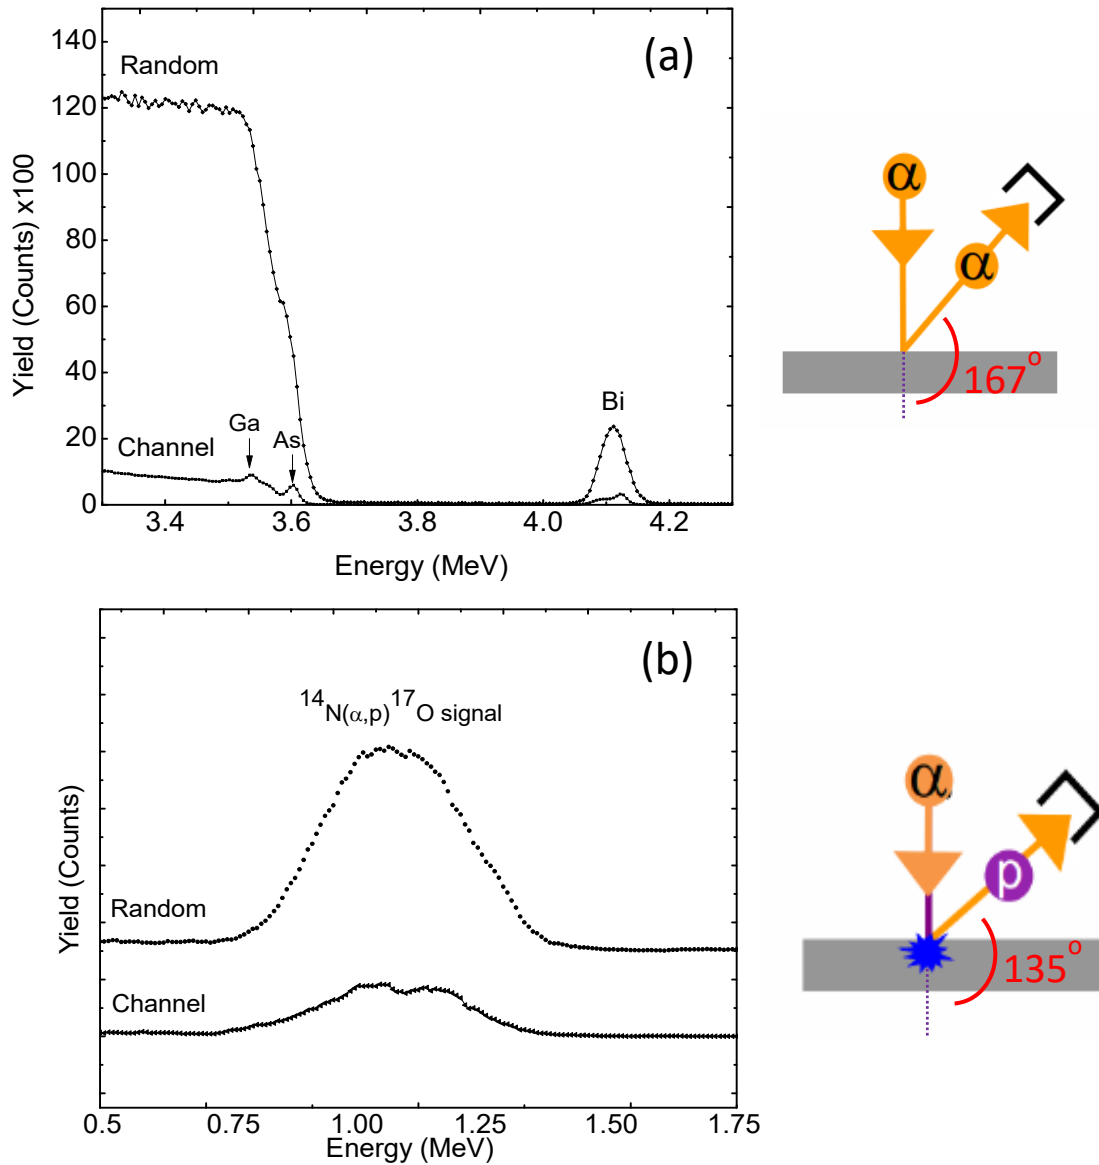 (a)
140
120
100
80
60
40
20
0
Yield (Counts) x100
Random
Channel
Ga
As
Bi
3.4 3.6 3.8 4.0 4.2
Energy (MeV)
α
α
167°
(b)
¹⁴N(α,p)¹⁷O signal
Yield (Counts)
Random
Channel
0.5 0.75 1.00 1.25 1.50 1.75
Energy (MeV)
α
p
135°